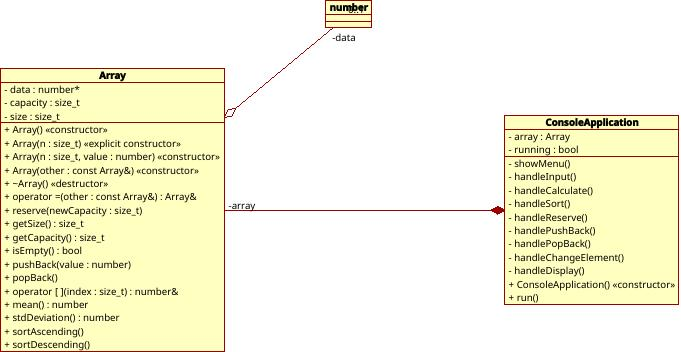 number
0..1
-data
Array
- data : number*
- capacity : size_t
- size : size_t
+ Array() «constructor»
+ Array(n : size_t) «explicit constructor»
+ Array(n : size_t, value : number) «constructor»
+ Array(other : const Array&) «constructor»
+ ~Array() «destructor»
+ operator =(other : const Array&) : Array&
+ reserve(newCapacity : size_t)
+ getSize() : size_t
+ getCapacity() : size_t
+ isEmpty() : bool
+ pushBack(value : number)
+ popBack()
+ operator [ ](index : size_t) : number&
+ mean() : number
+ stdDeviation() : number
+ sortAscending()
+ sortDescending()
-array
ConsoleApplication
- array : Array
- running : bool
- showMenu()
- handleInput()
- handleCalculate()
- handleSort()
- handleReserve()
- handlePushBack()
- handlePopBack()
- handleChangeElement()
- handleDisplay()
+ ConsoleApplication() «constructor»
+ run()